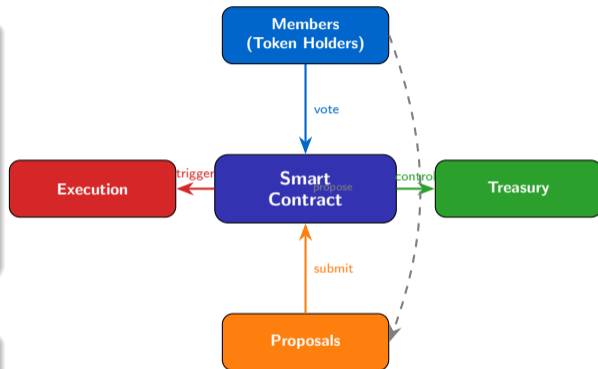 Members
(Token Holders)
vote
Execution
trigger
Smart
Contract
propose
control
Treasury
submit
Proposals